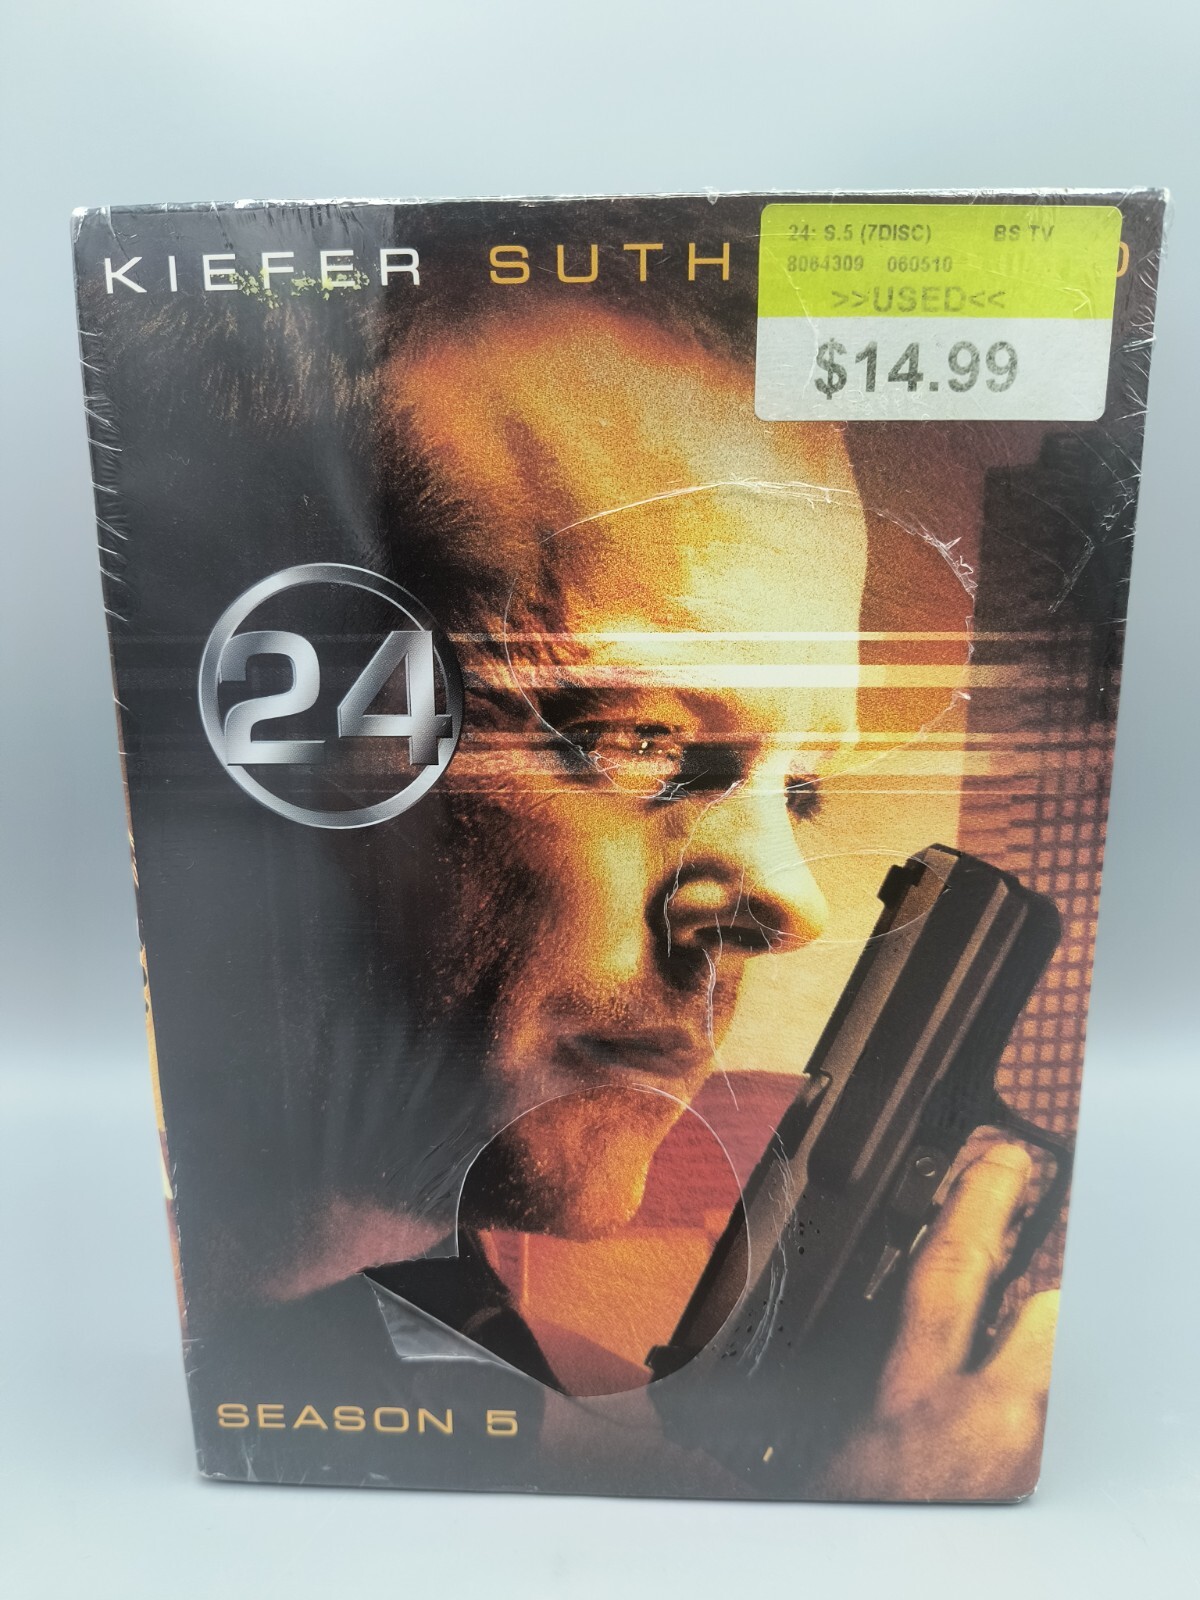 KIEFER SUTH D
24: S.5 (7DISC) BS TV
8064309 060510
>>USED<<
$14.99
24
SEASON 5